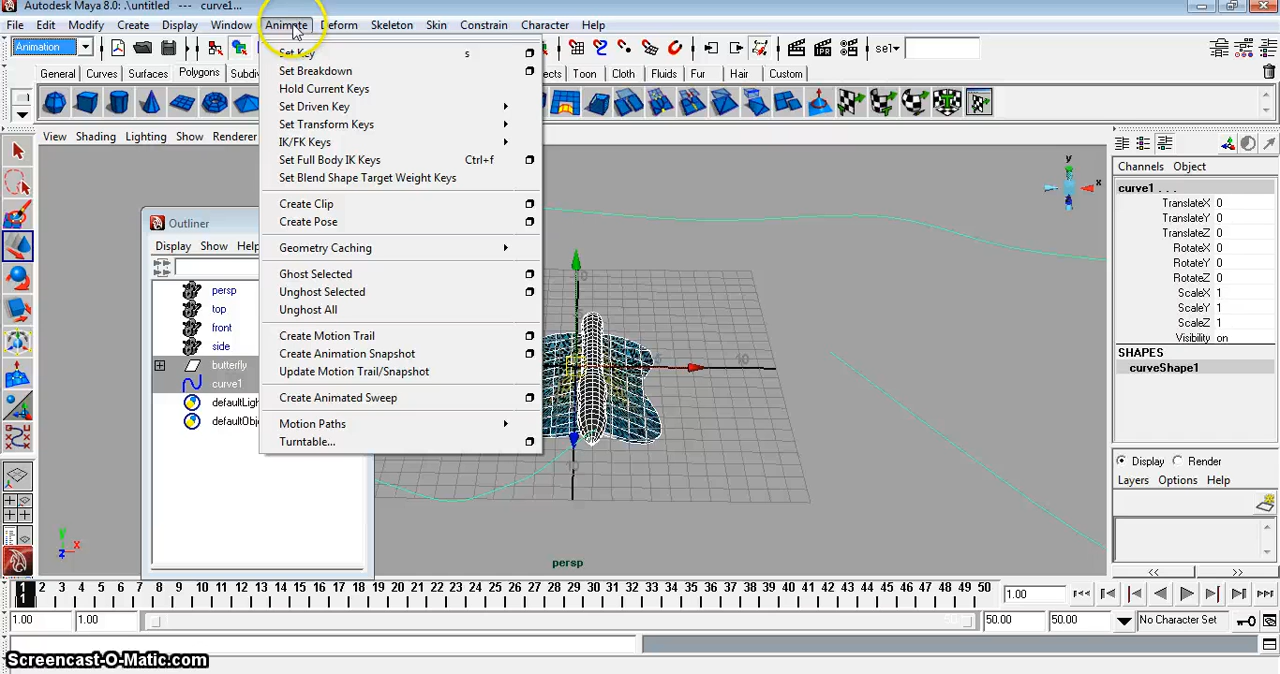 Autodesk Maya 8.0: .\untitled --- curve1...
File Edit Modify Create Display Window Animate Deform Skeleton Skin Constrain Character Help
Animation
sel
General Curves Surfaces Polygons
Toon Cloth Fluids Fur Hair Custom
View Shading Lighting Show
Set Key s
Set Breakdown
Hold Current Keys
Set Driven Key
Set Transform Keys
IK/FK Keys
Set Full Body IK Keys Ctrl+f
Set Blend Shape Target Weight Keys
Create Clip
Create Pose
Geometry Caching
Ghost Selected
Unghost Selected
Unghost All
Create Motion Trail
Create Animation Snapshot
Update Motion Trail/Snapshot
Create Animated Sweep
Motion Paths
Turntable...
Outliner
Display Show
persp
top
front
side
butterfly
curve1
y
x
5
10
y
x
z
persp
Channels Object
curve1 . . .
TranslateX 0
TranslateY 0
TranslateZ 0
RotateX 0
RotateY 0
RotateZ 0
ScaleX 1
ScaleY 1
ScaleZ 1
Visibility on
SHAPES
curveShape1
Display Render
Layers Options Help
<< >>
1 2 3 4 5 6 7 8 9 10 11 12 13 14 15 16 17 18 19 20 21 22 23 24 25 26 27 28 29 30 31 32 33 34 35 36 37 38 39 40 41 42 43 44 45 46 47 48 49 50 1.00
1.00 1.00 50.00 50.00 No Character Set
Screencast-O-Matic.com